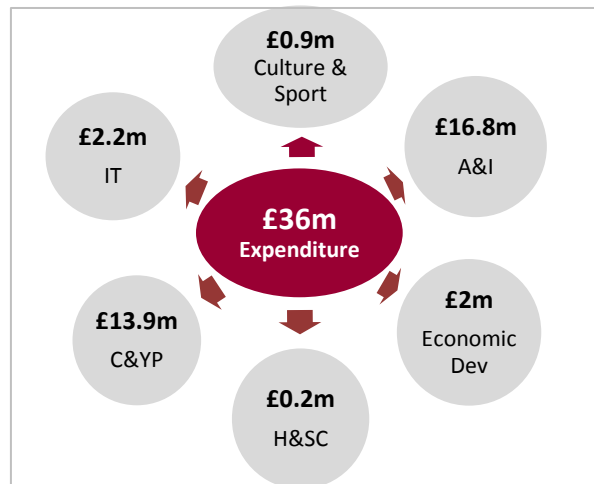 £0.9m
Culture &
Sport
£16.8m
A&I
£2m
Economic
Dev
£0.2m
H&SC
£13.9m
C&YP
£2.2m
IT
£36m
Expenditure